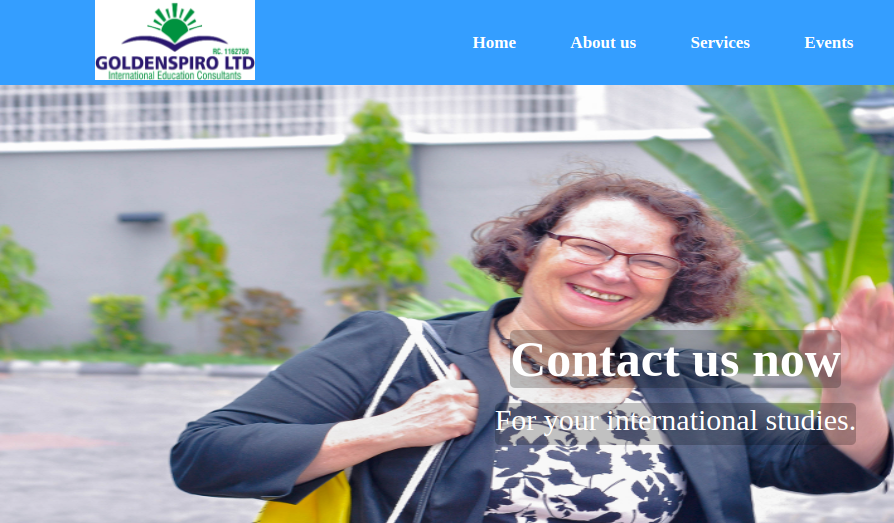 RC. 1162750
GOLDENSPIRO LTD
International Education Consultants
Home About us Services Events
Contact us now
For your international studies.